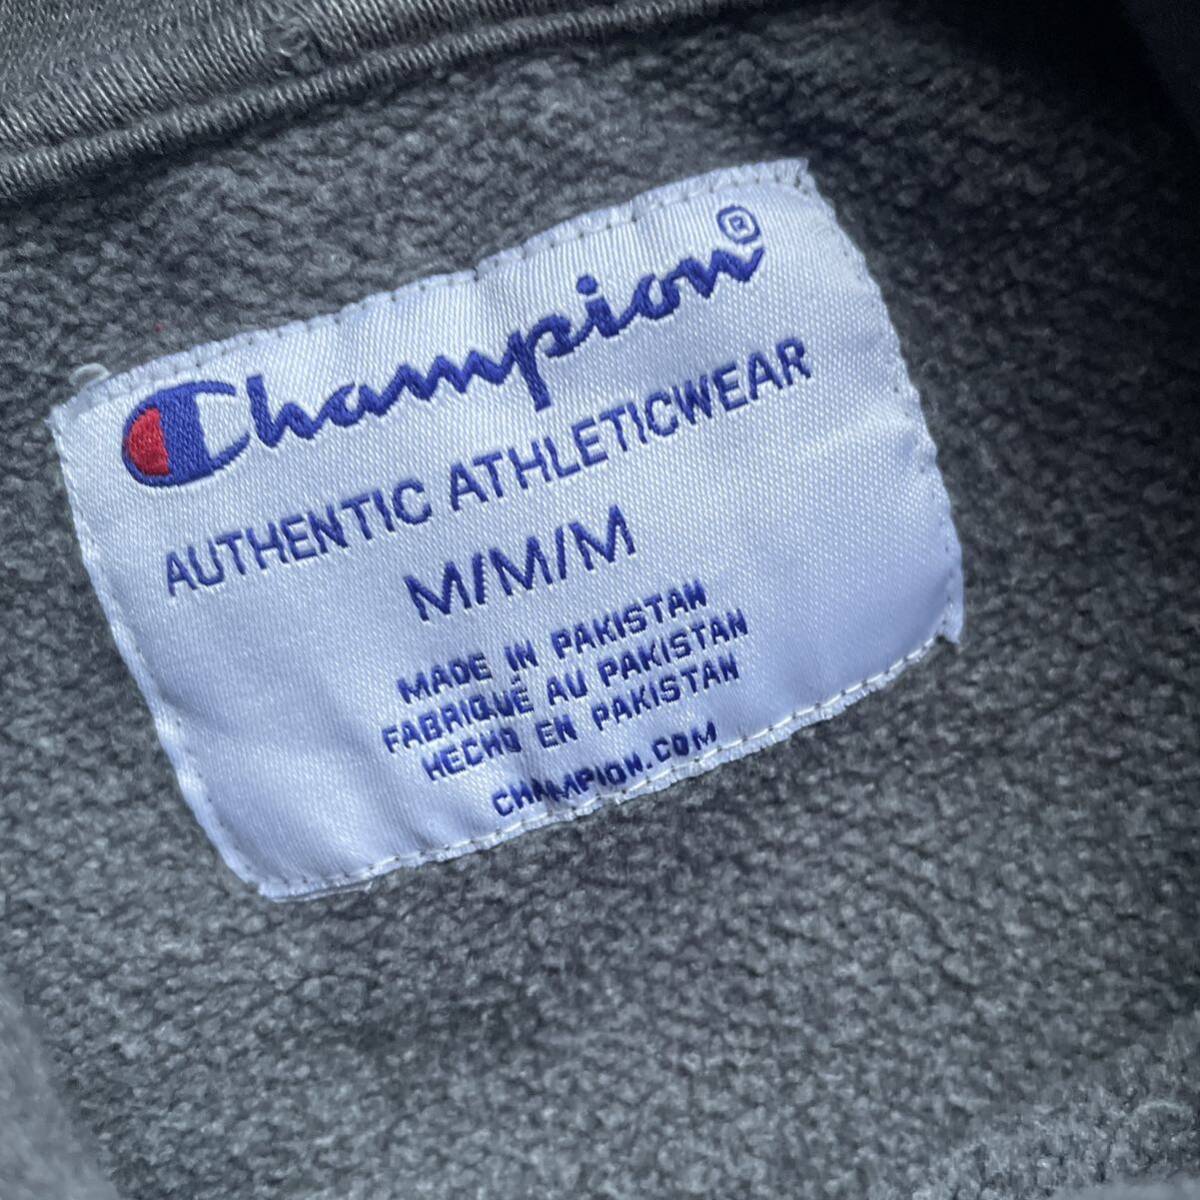 Champion®
AUTHENTIC ATHLETICWEAR
M/M/M
MADE IN PAKISTAN
FABRIQUÉ AU PAKISTAN
HECHO EN PAKISTAN
CHAMPION.COM